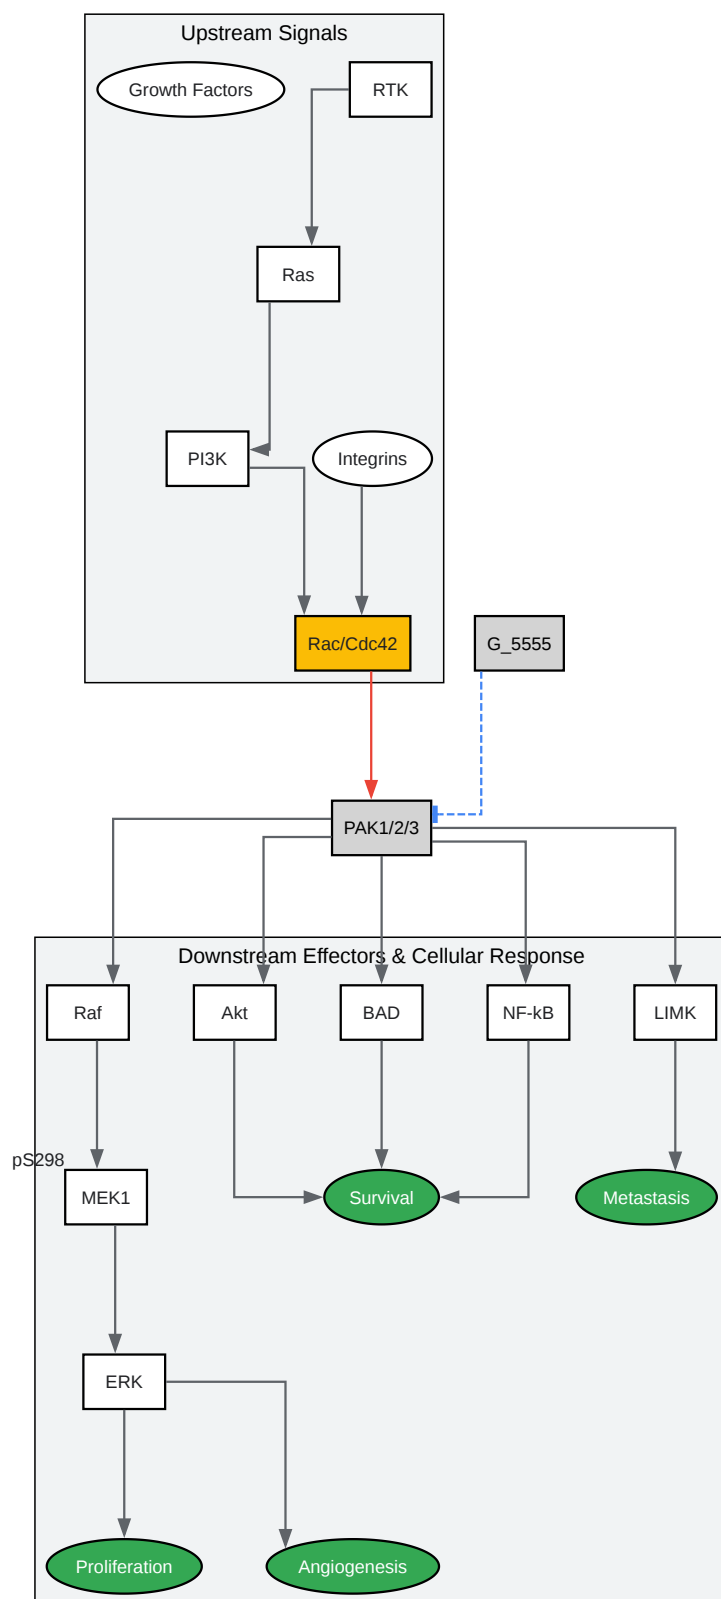 Upstream Signals
Growth Factors
RTK
Ras
PI3K
Integrins
Rac/Cdc42
G_5555
PAK1/2/3
Downstream Effectors & Cellular Response
Raf
Akt
BAD
NF-kB
LIMK
pS298
MEK1
Survival
Metastasis
ERK
Proliferation
Angiogenesis